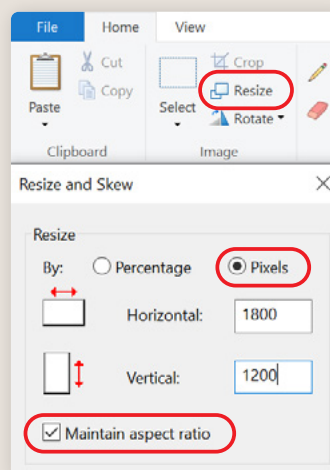 File Home View
Cut Crop
Copy Resize
Paste Select Rotate
Clipboard Image
Resize and Skew
Resize
By: Percentage Pixels
Horizontal: 1800
Vertical: 1200
Maintain aspect ratio